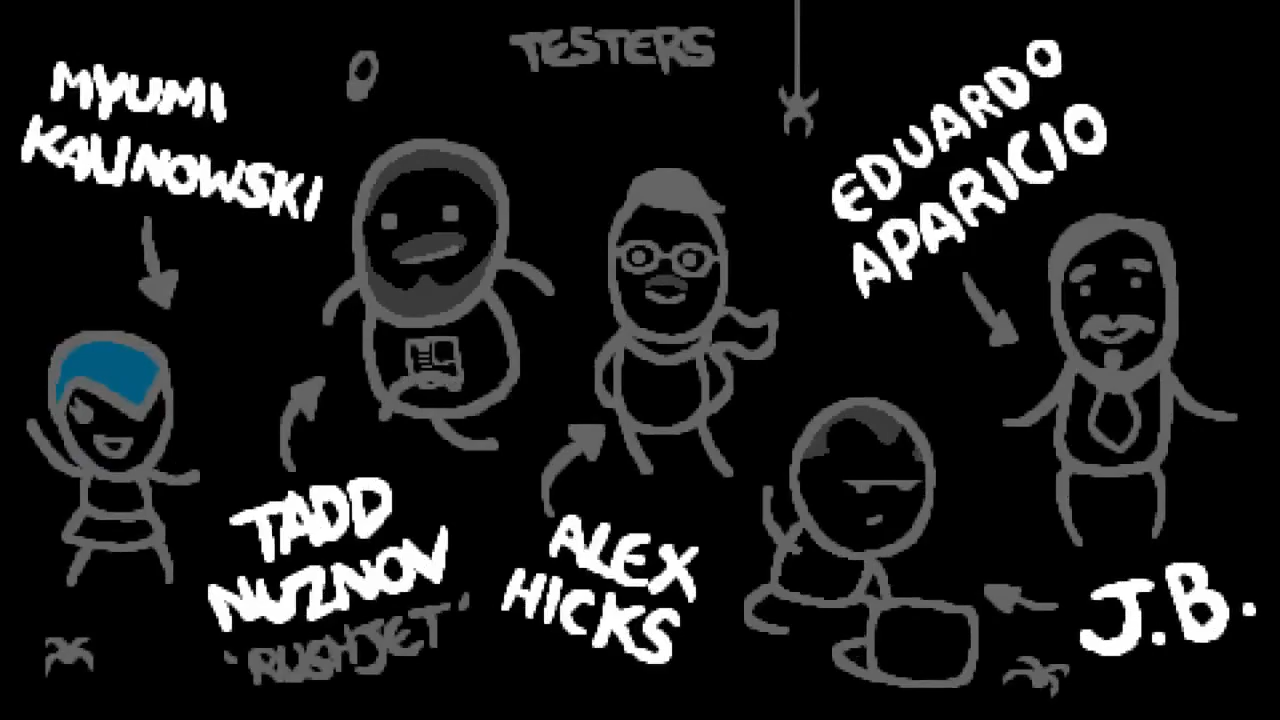 TESTERS
MYUMI
KALINOWSKI
EDUARDO
APARICIO
TADD
NUZNOV
'RUSHJET'
ALEX
HICKS
J.B.